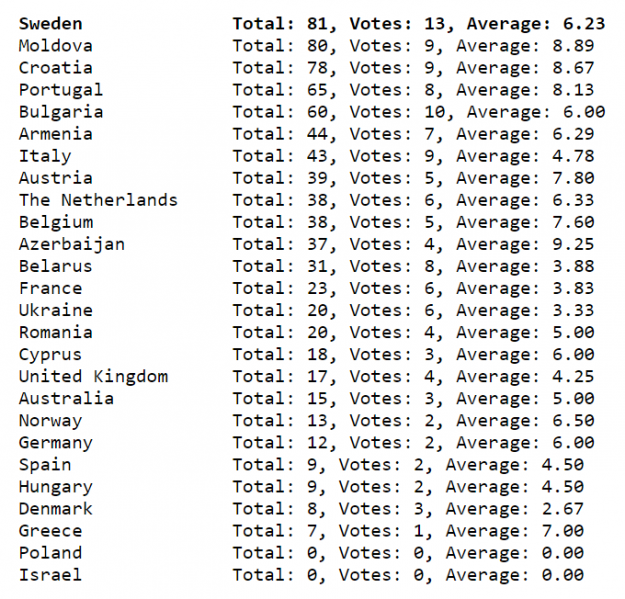 Sweden Total: 81, Votes: 13, Average: 6.23
Moldova Total: 80, Votes: 9, Average: 8.89
Croatia Total: 78, Votes: 9, Average: 8.67
Portugal Total: 65, Votes: 8, Average: 8.13
Bulgaria Total: 60, Votes: 10, Average: 6.00
Armenia Total: 44, Votes: 7, Average: 6.29
Italy Total: 43, Votes: 9, Average: 4.78
Austria Total: 39, Votes: 5, Average: 7.80
The Netherlands Total: 38, Votes: 6, Average: 6.33
Belgium Total: 38, Votes: 5, Average: 7.60
Azerbaijan Total: 37, Votes: 4, Average: 9.25
Belarus Total: 31, Votes: 8, Average: 3.88
France Total: 23, Votes: 6, Average: 3.83
Ukraine Total: 20, Votes: 6, Average: 3.33
Romania Total: 20, Votes: 4, Average: 5.00
Cyprus Total: 18, Votes: 3, Average: 6.00
United Kingdom Total: 17, Votes: 4, Average: 4.25
Australia Total: 15, Votes: 3, Average: 5.00
Norway Total: 13, Votes: 2, Average: 6.50
Germany Total: 12, Votes: 2, Average: 6.00
Spain Total: 9, Votes: 2, Average: 4.50
Hungary Total: 9, Votes: 2, Average: 4.50
Denmark Total: 8, Votes: 3, Average: 2.67
Greece Total: 7, Votes: 1, Average: 7.00
Poland Total: 0, Votes: 0, Average: 0.00
Israel Total: 0, Votes: 0, Average: 0.00